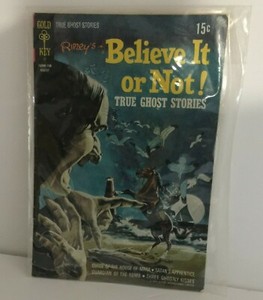 GOLD
KEY
TRUE GHOST STORIES
15¢
Ripley's
Believe It
or Not!
TRUE GHOST STORIES